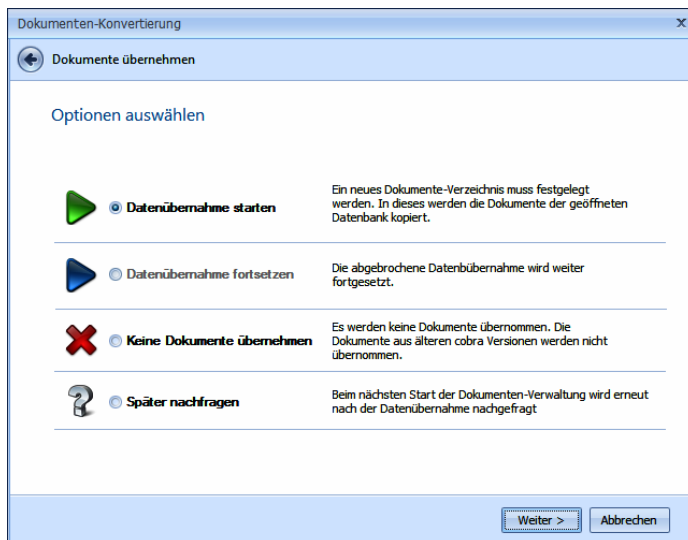 Dokumenten-Konvertierung
x
Dokumente übernehmen
Optionen auswählen
Datenübernahme starten
Ein neues Dokumente-Verzeichnis muss festgelegt
werden. In dieses werden die Dokumente der geöffneten
Datenbank kopiert.
Datenübernahme fortsetzen
Die abgebrochene Datenbübernahme wird weiter
fortgesetzt.
Keine Dokumente übernehmen
Es werden keine Dokumente übernommen. Die
Dokumente aus älteren cobra Versionen werden nicht
übernommen.
Später nachfragen
Beim nächsten Start der Dokumenten-Verwaltung wird erneut
nach der Datenübernahme nachgefragt
Weiter >
Abbrechen